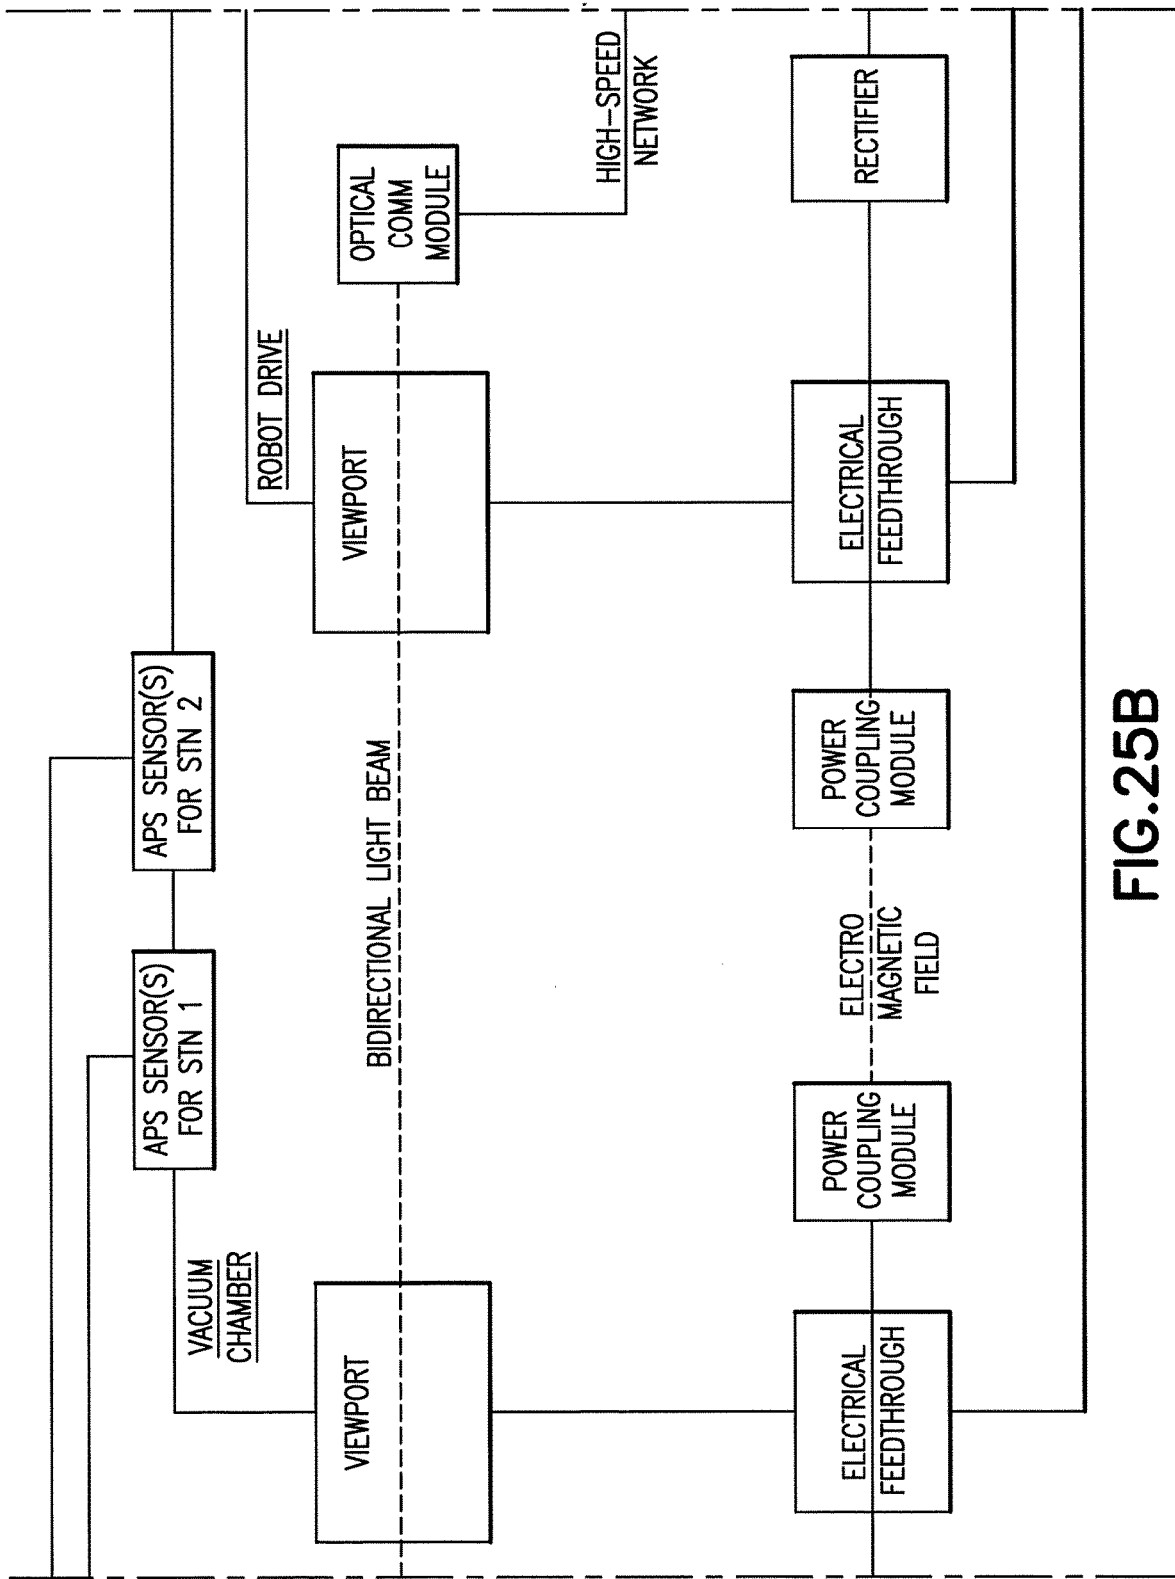 APS SENSOR(S)
FOR STN 1
APS SENSOR(S)
FOR STN 2
VACUUM
CHAMBER
ROBOT DRIVE
VIEWPORT
BIDIRECTIONAL LIGHT BEAM
VIEWPORT
OPTICAL
COMM
MODULE
HIGH-SPEED
NETWORK
ELECTRICAL
FEEDTHROUGH
POWER
COUPLING
MODULE
ELECTRO
MAGNETIC
FIELD
POWER
COUPLING
MODULE
ELECTRICAL
FEEDTHROUGH
RECTIFIER
FIG.25B